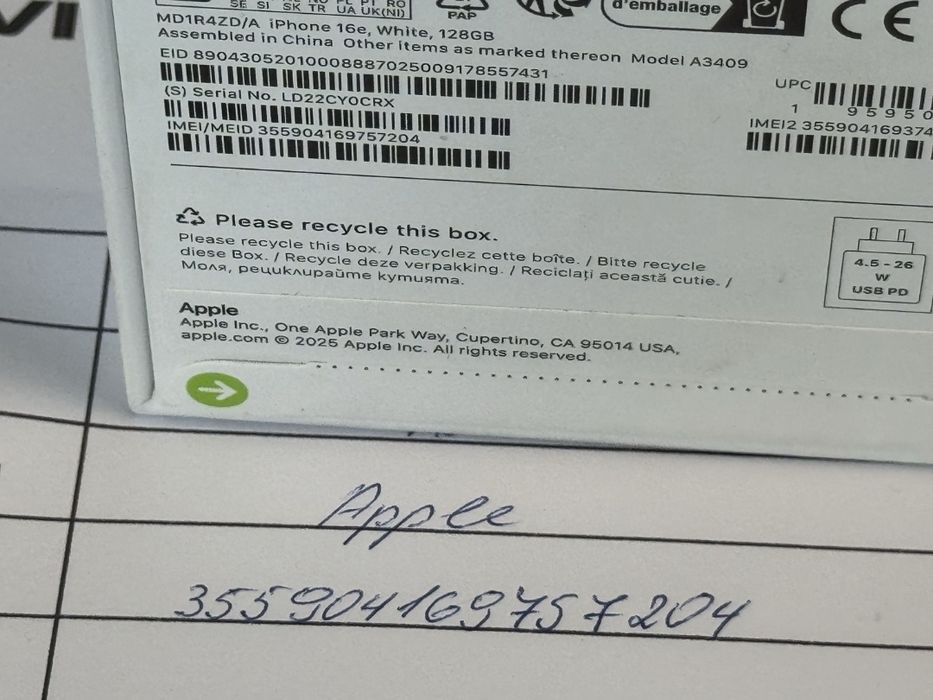 SE SI SK TR UA UK(NI)
PAP
d'emballage
MD1R4ZD/A iPhone 16e, White, 128GB
Assembled in China Other items as marked thereon Model A3409
EID 89043052010008887025009178557431
(S) Serial No. LD22CY0CRX
IMEI/MEID 355904169757204
UPC
1 95950
IMEI2 355904169374
Please recycle this box.
Please recycle this box. / Recyclez cette boîte. / Bitte recycle
diese Box. / Recycle deze verpakking. / Reciclați această cutie. /
Моля, рециклирайте кутията.
4.5 - 26
W
USB PD
Apple
Apple Inc., One Apple Park Way, Cupertino, CA 95014 USA,
apple.com © 2025 Apple Inc. All rights reserved.
Apple
355904169757204